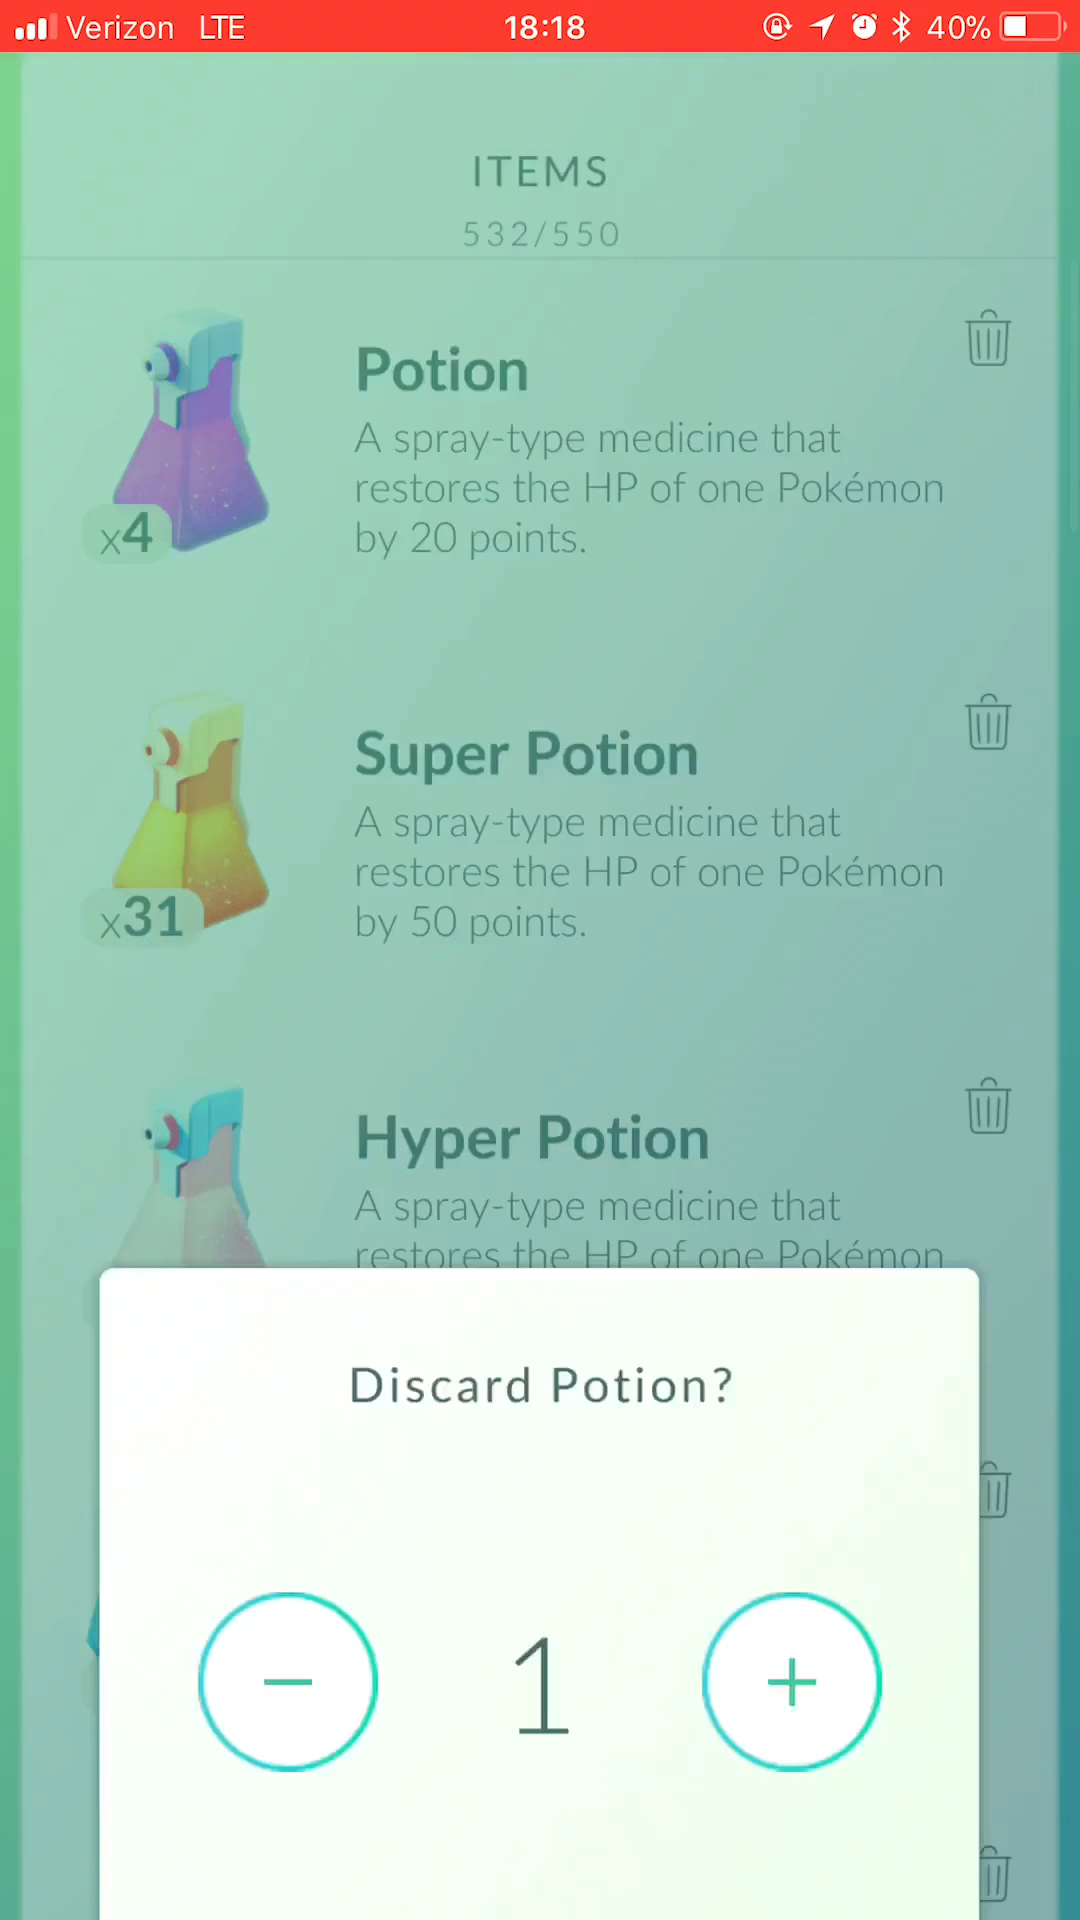 Verizon LTE 18:18 40%
ITEMS
532/550
Potion
A spray-type medicine that
restores the HP of one Pokémon
by 20 points.
x4
Super Potion
A spray-type medicine that
restores the HP of one Pokémon
by 50 points.
x31
Hyper Potion
A spray-type medicine that
restores the HP of one Pokémon
Discard Potion?
− 1 +